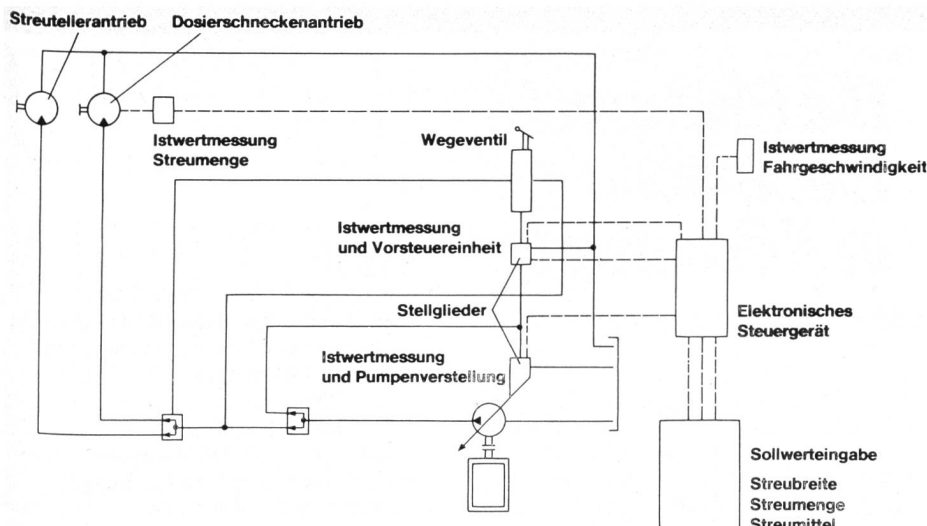 Streutellerantrieb
Dosierschneckenantrieb
Istwertmessung
Streumenge
Wegeventil
Istwertmessung
Fahrgeschwindigkeit
Istwertmessung
und Vorsteuereinheit
Stellglieder
Elektronisches
Steuergerät
Istwertmessung
und Pumpenverstellung
Sollwerteingabe
Streubreite
Streumenge
Streumittel